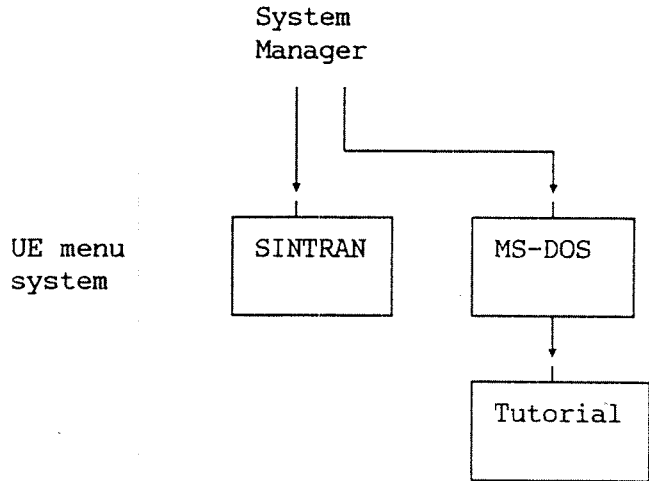 System
Manager
UE menu
system
SINTRAN
MS-DOS
Tutorial